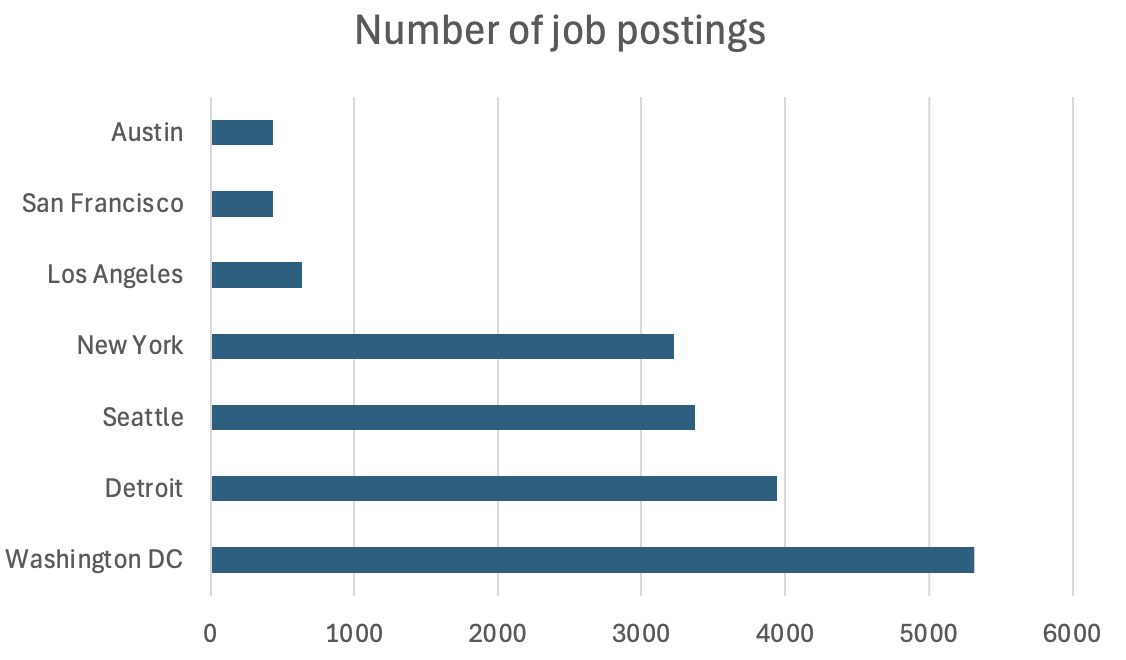 Number of job postings
Austin
San Francisco
Los Angeles
New York
Seattle
Detroit
Washington DC
0 1000 2000 3000 4000 5000 6000